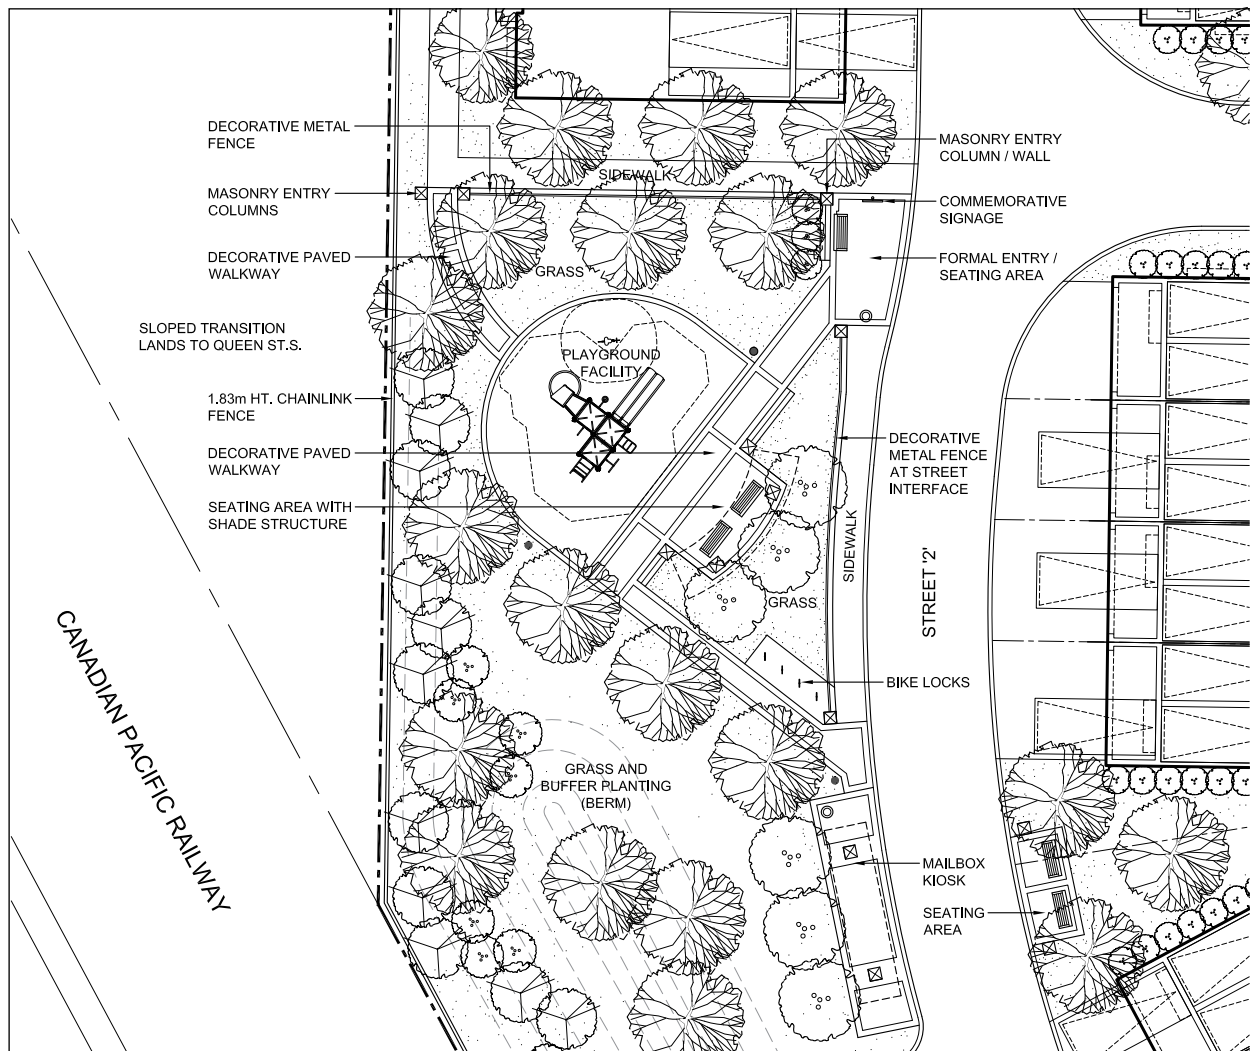 DECORATIVE METAL
FENCE
MASONRY ENTRY
COLUMNS
DECORATIVE PAVED
WALKWAY
SLOPED TRANSITION
LANDS TO QUEEN ST.S.
1.83m HT. CHAINLINK
FENCE
DECORATIVE PAVED
WALKWAY
SEATING AREA WITH
SHADE STRUCTURE
CANADIAN PACIFIC RAILWAY
SIDEWALK
GRASS
PLAYGROUND
FACILITY
GRASS
GRASS AND
BUFFER PLANTING
(BERM)
MASONRY ENTRY
COLUMN / WALL
COMMEMORATIVE
SIGNAGE
FORMAL ENTRY /
SEATING AREA
DECORATIVE
METAL FENCE
AT STREET
INTERFACE
SIDEWALK
STREET '2'
BIKE LOCKS
MAILBOX
KIOSK
SEATING
AREA